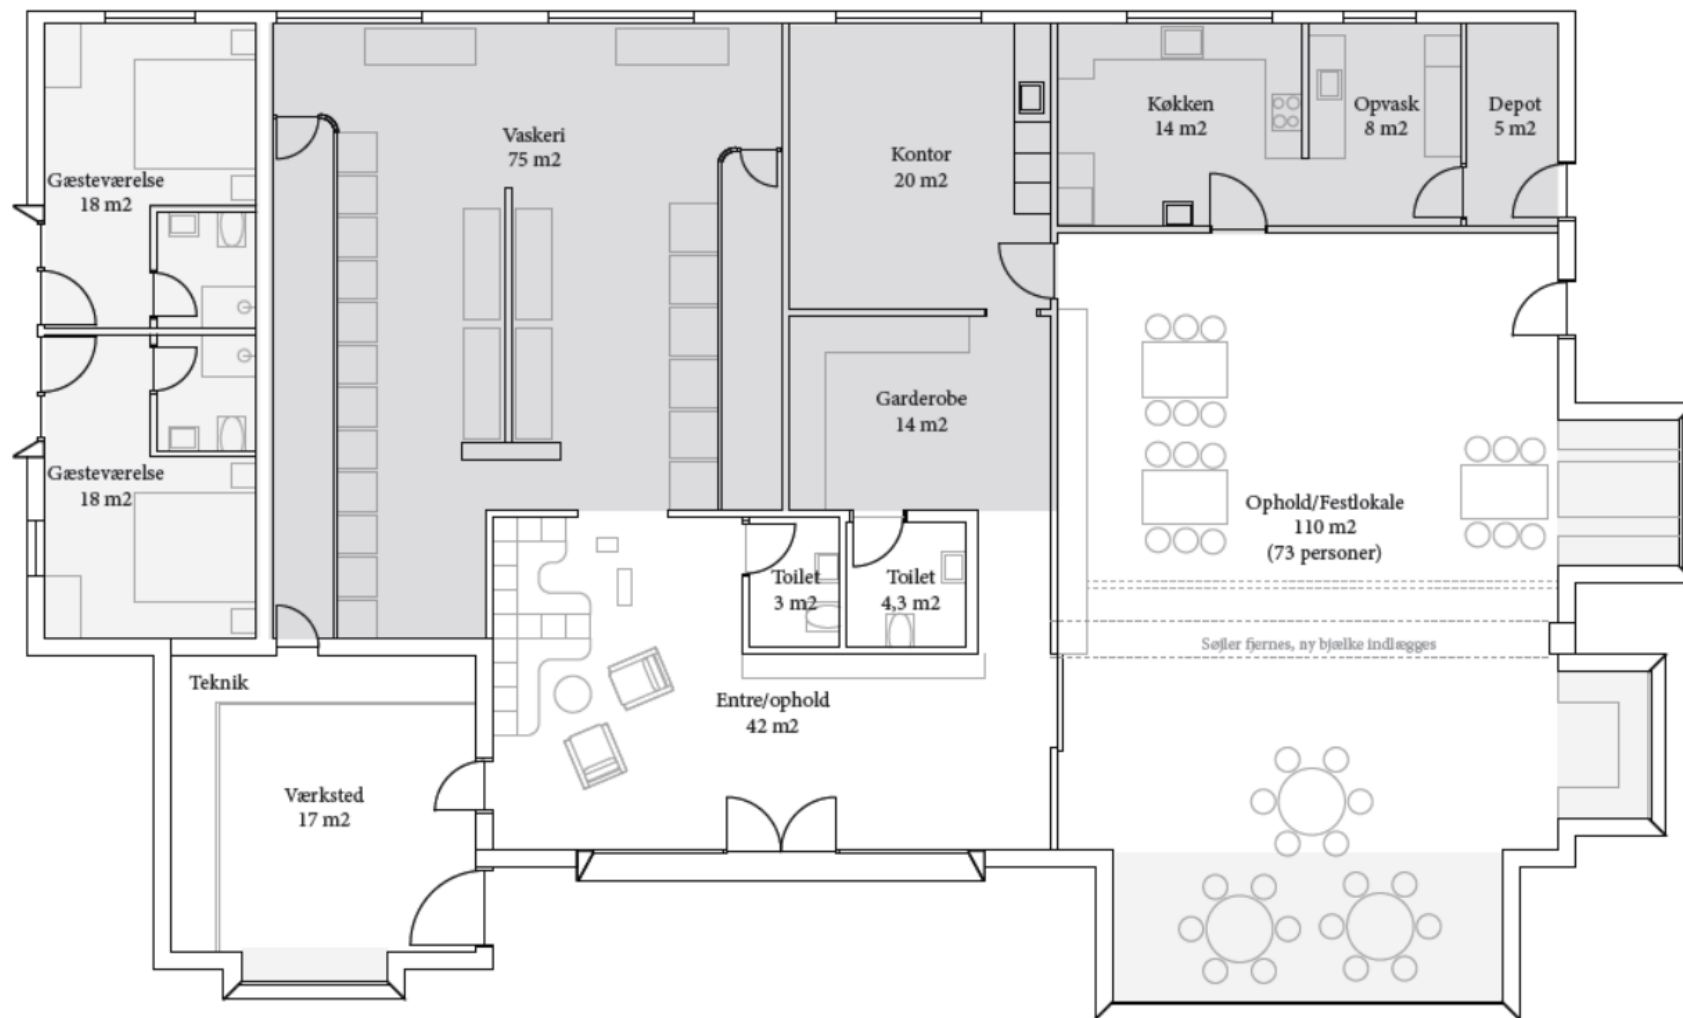 Gæsteværelse
18 m2
Vaskeri
75 m2
Kontor
20 m2
Køkken
14 m2
Opvask
8 m2
Depot
5 m2
Gæsteværelse
18 m2
Garderobe
14 m2
Ophold/Festlokale
110 m2
(73 personer)
Toilet
3 m2
Toilet
4,3 m2
Søjler fjernes, ny bjælke indlægges
Teknik
Entre/ophold
42 m2
Værksted
17 m2